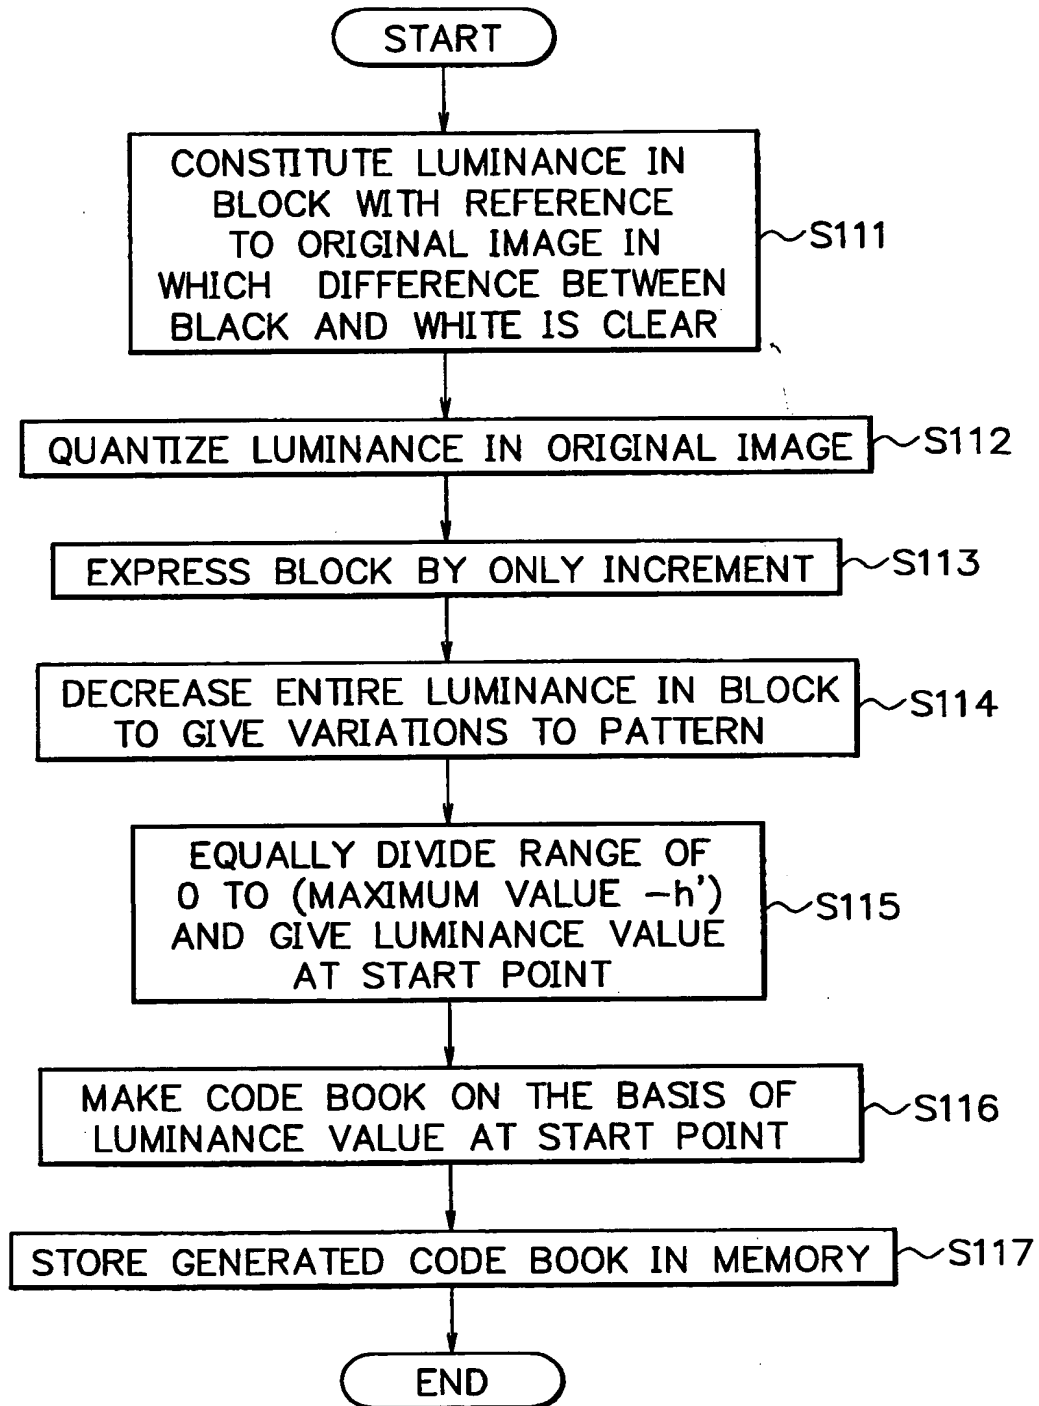 START
CONSTITUTE LUMINANCE IN
BLOCK WITH REFERENCE
TO ORIGINAL IMAGE IN
WHICH DIFFERENCE BETWEEN
BLACK AND WHITE IS CLEAR
S111
QUANTIZE LUMINANCE IN ORIGINAL IMAGE
S112
EXPRESS BLOCK BY ONLY INCREMENT
S113
DECREASE ENTIRE LUMINANCE IN BLOCK
TO GIVE VARIATIONS TO PATTERN
S114
EQUALLY DIVIDE RANGE OF
0 TO (MAXIMUM VALUE -h')
AND GIVE LUMINANCE VALUE
AT START POINT
S115
MAKE CODE BOOK ON THE BASIS OF
LUMINANCE VALUE AT START POINT
S116
STORE GENERATED CODE BOOK IN MEMORY
S117
END